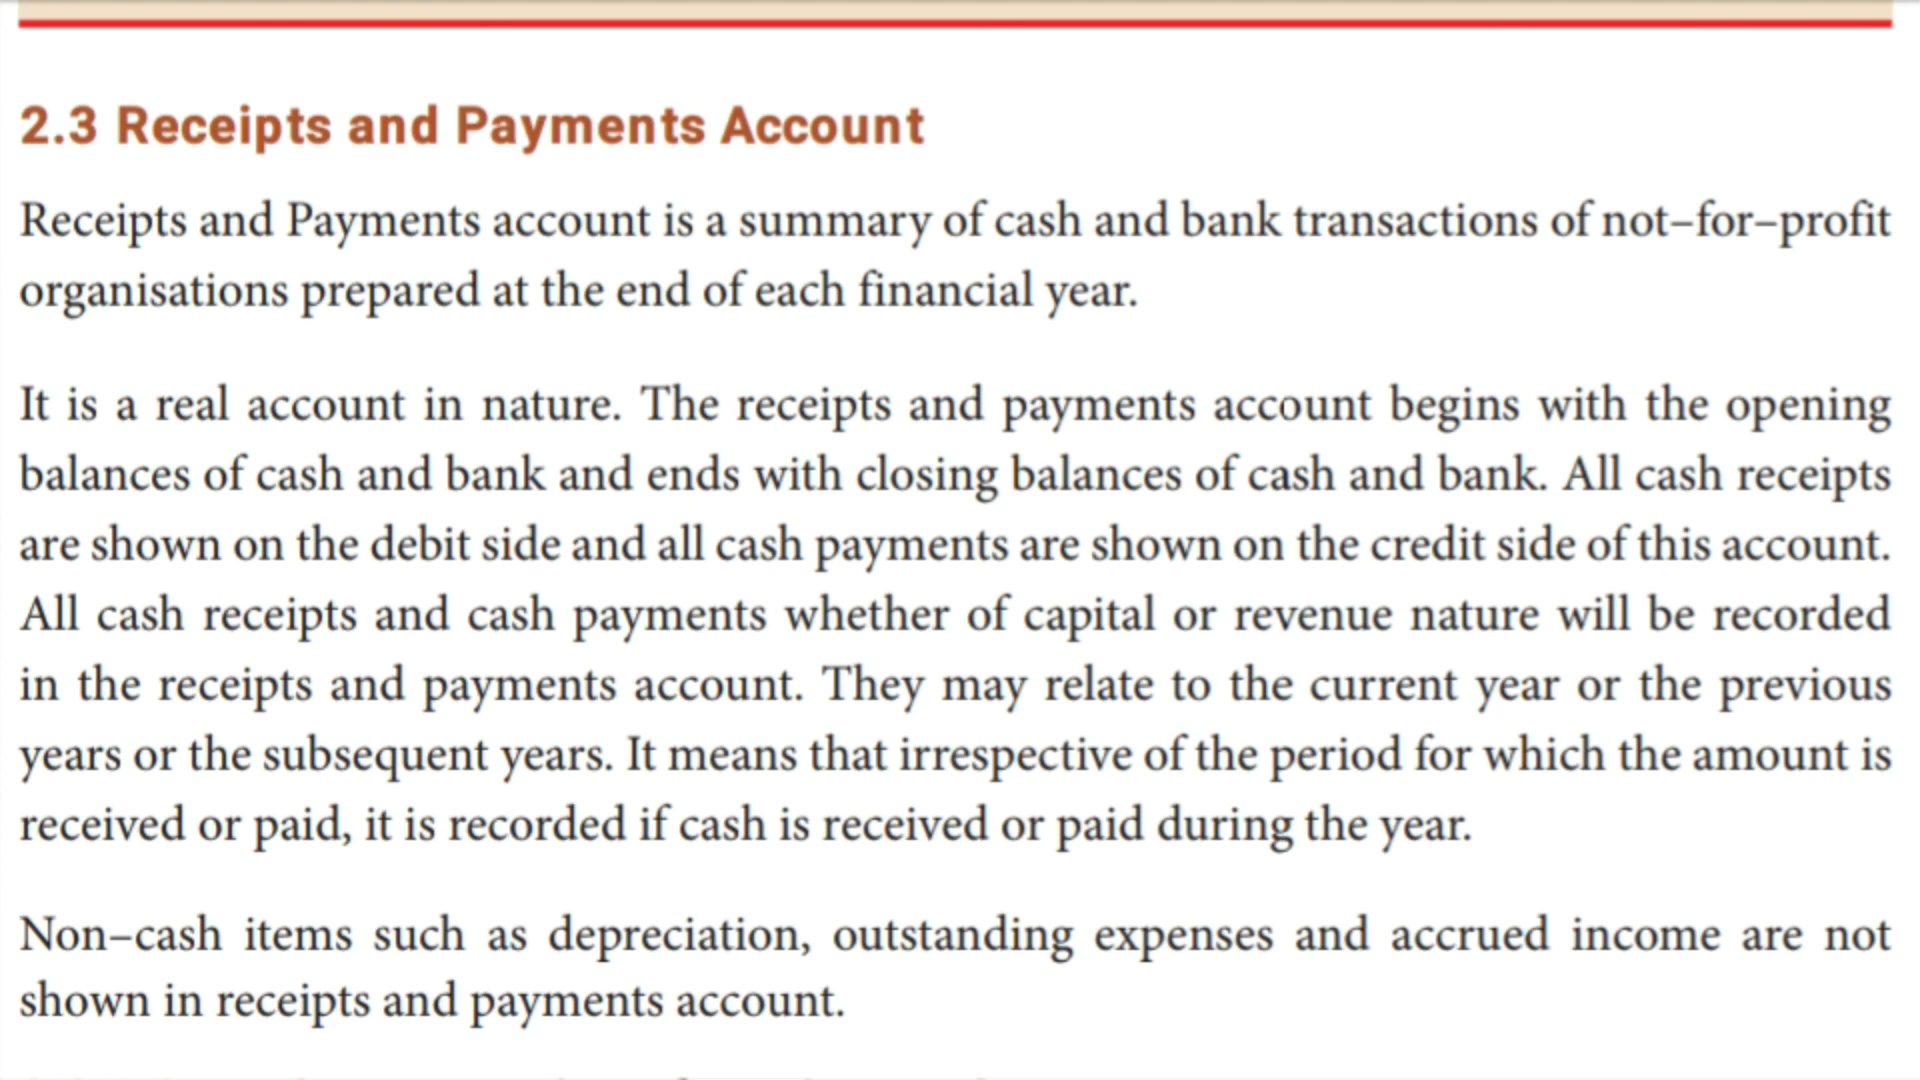 2.3 Receipts and Payments Account
Receipts and Payments account is a summary of cash and bank transactions of not–for–profit
organisations prepared at the end of each financial year.
It is a real account in nature. The receipts and payments account begins with the opening
balances of cash and bank and ends with closing balances of cash and bank. All cash receipts
are shown on the debit side and all cash payments are shown on the credit side of this account.
All cash receipts and cash payments whether of capital or revenue nature will be recorded
in the receipts and payments account. They may relate to the current year or the previous
years or the subsequent years. It means that irrespective of the period for which the amount is
received or paid, it is recorded if cash is received or paid during the year.
Non–cash items such as depreciation, outstanding expenses and accrued income are not
shown in receipts and payments account.